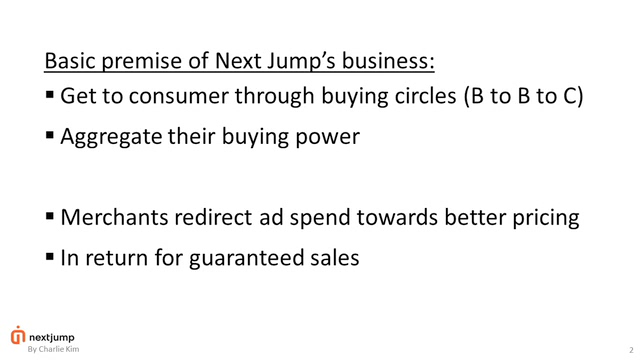 Basic premise of Next Jump’s business:
▪ Get to consumer through buying circles (B to B to C)
▪ Aggregate their buying power
▪ Merchants redirect ad spend towards better pricing
▪ In return for guaranteed sales
nextjump
By Charlie Kim
2